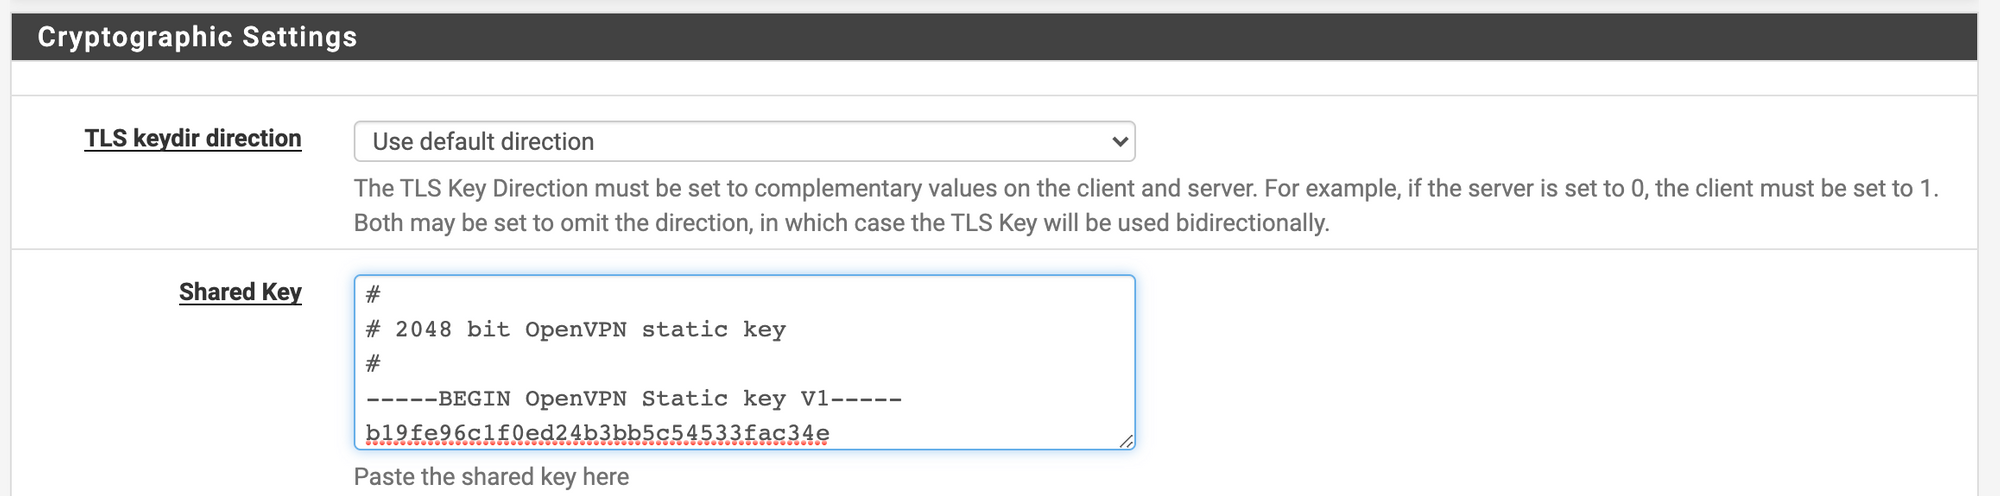 Cryptographic Settings
TLS keydir direction
Use default direction
The TLS Key Direction must be set to complementary values on the client and server. For example, if the server is set to 0, the client must be set to 1.
Both may be set to omit the direction, in which case the TLS Key will be used bidirectionally.
Shared Key
#
# 2048 bit OpenVPN static key
#
-----BEGIN OpenVPN Static key V1-----
b19fe96c1f0ed24b3bb5c54533fac34e
Paste the shared key here